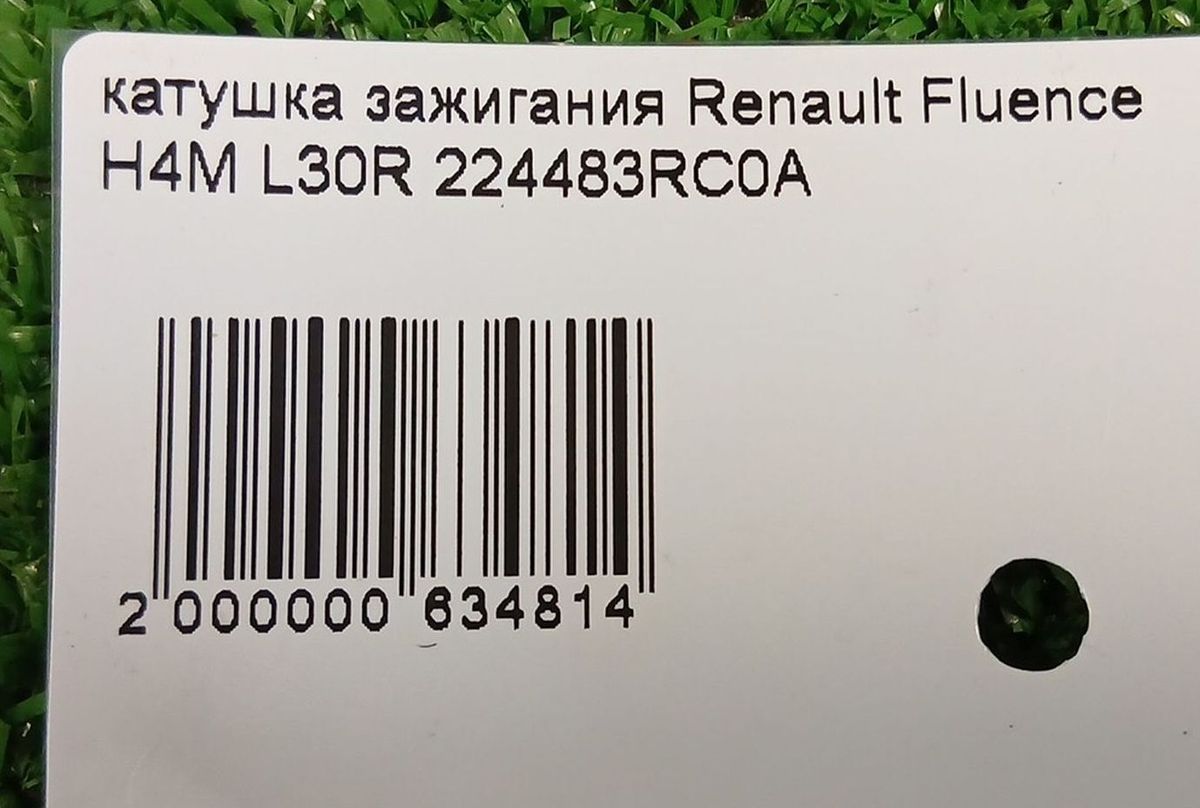 катушка зажигания Renault Fluence
H4M L30R 224483RC0A
2 000000 634814